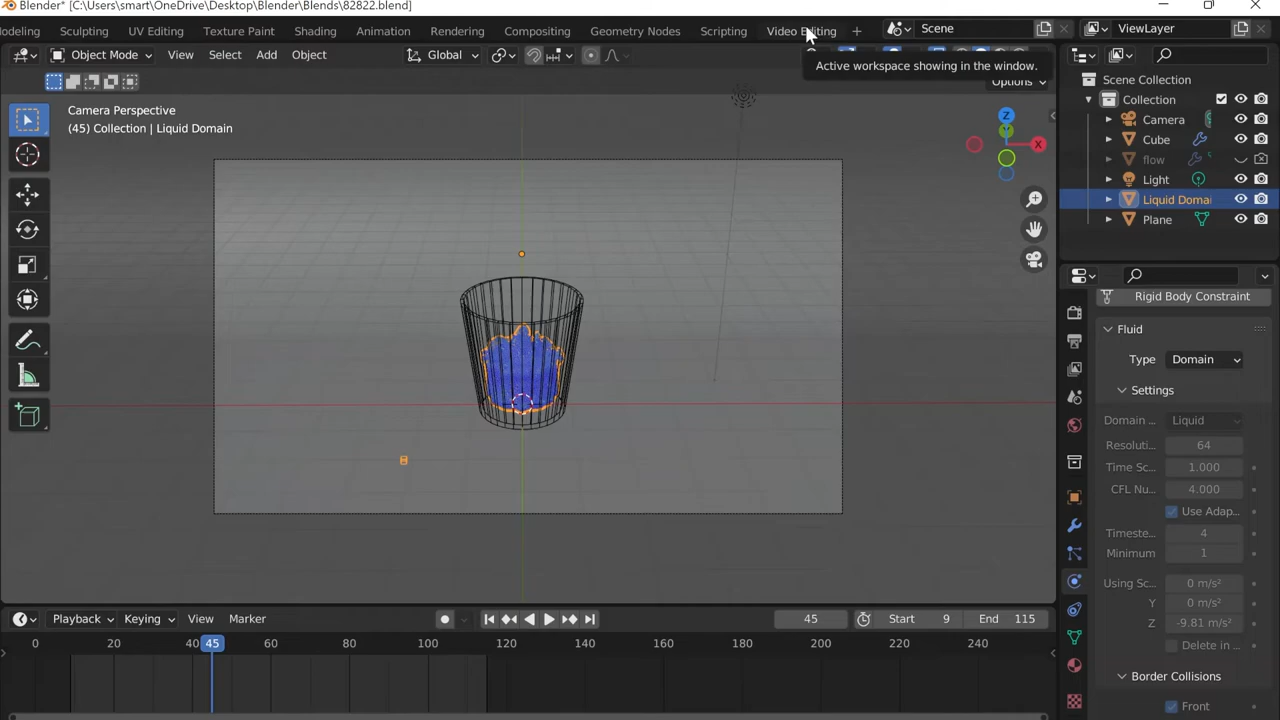 Blender* [C:\Users\smart\OneDrive\Desktop\Blender\Blends\82822.blend]
odeling Sculpting UV Editing Texture Paint Shading Animation Rendering Compositing Geometry Nodes Scripting Video Editing + Scene ViewLayer
Object Mode View Select Add Object Global
Active workspace showing in the window.
Options
Camera Perspective
(45) Collection | Liquid Domain
Z
X
Scene Collection
Collection
Camera
Cube
flow
Light
Liquid Domai
Plane
Rigid Body Constraint
Fluid
Type Domain
Settings
Domain ... Liquid
Resoluti... 64
Time Sc... 1.000
CFL Nu... 4.000
Use Adap...
Timeste... 4
Minimum 1
Using Sc... 0 m/s²
Y 0 m/s²
Z -9.81 m/s²
Delete in ...
Border Collisions
Front
Playback Keying View Marker 45 Start 9 End 115
0 20 40 45 60 80 100 120 140 160 180 200 220 240